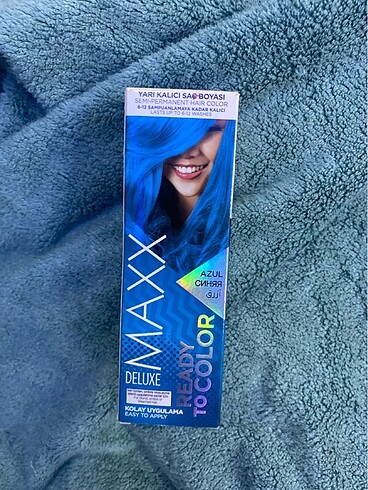 YARI KALICI SAÇ BOYASI
SEMI-PERMANENT HAIR COLOR
6-12 ŞAMPUANLAMAYA KADAR KALICI
LASTS UP TO 6-12 WASHES
AZUL
СИНЯЯ
أزرق
MAXX
DELUXE
READY
TO COLOR
KOLAY UYGULAMA
EASY TO APPLY